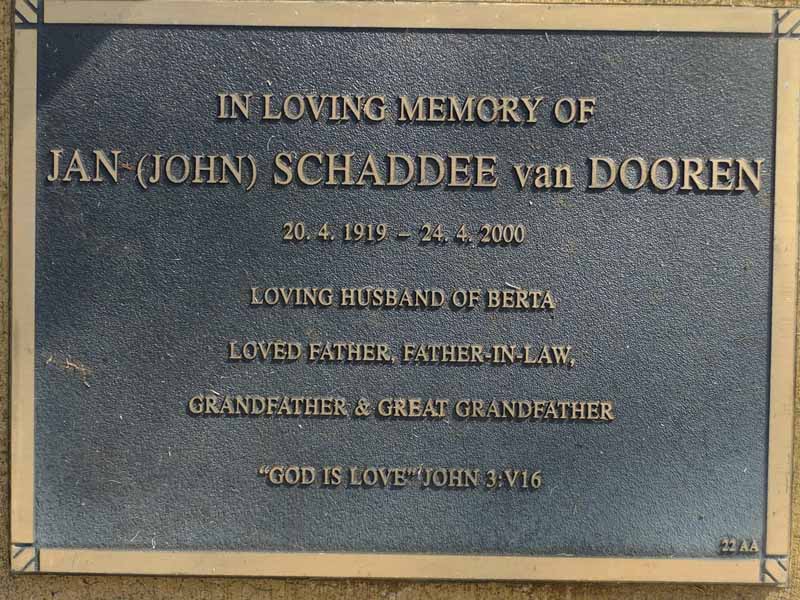 IN LOVING MEMORY OF
JAN (JOHN) SCHADDEE van DOOREN
20. 4. 1919 – 24. 4. 2000
LOVING HUSBAND OF BERTA
LOVED FATHER, FATHER-IN-LAW,
GRANDFATHER & GREAT GRANDFATHER
“GOD IS LOVE” JOHN 3:V16
22 AA